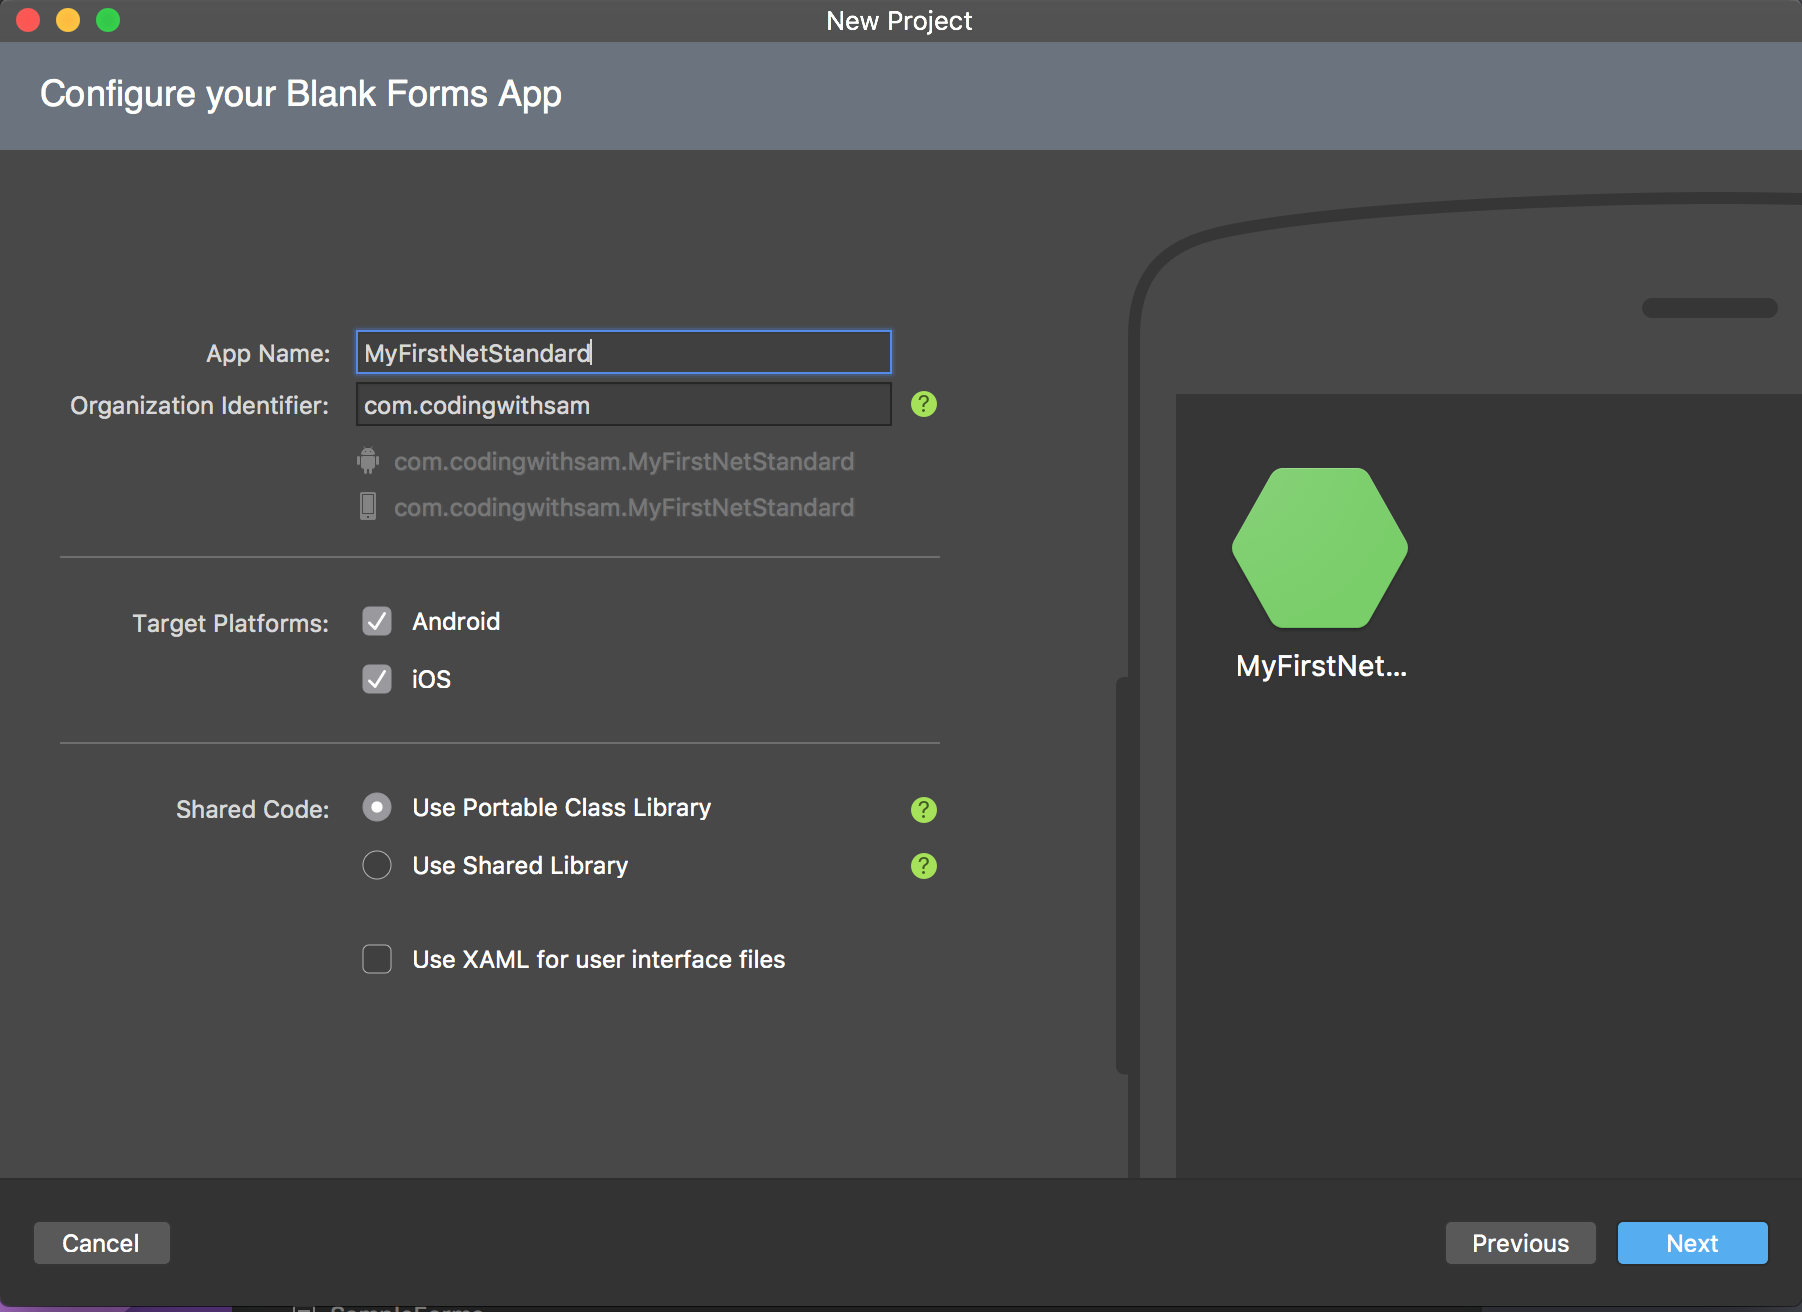 New Project
Configure your Blank Forms App
App Name: MyFirstNetStandard
Organization Identifier: com.codingwithsam ?
com.codingwithsam.MyFirstNetStandard
com.codingwithsam.MyFirstNetStandard
Target Platforms: Android
iOS
Shared Code: Use Portable Class Library ?
Use Shared Library ?
Use XAML for user interface files
MyFirstNet...
Cancel Previous Next